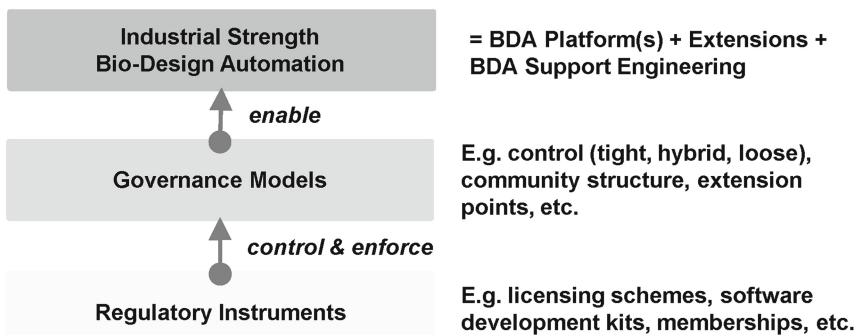 Industrial Strength
Bio-Design Automation
= BDA Platform(s) + Extensions +
BDA Support Engineering
enable
Governance Models
E.g. control (tight, hybrid, loose),
community structure, extension
points, etc.
control & enforce
Regulatory Instruments
E.g. licensing schemes, software
development kits, memberships, etc.